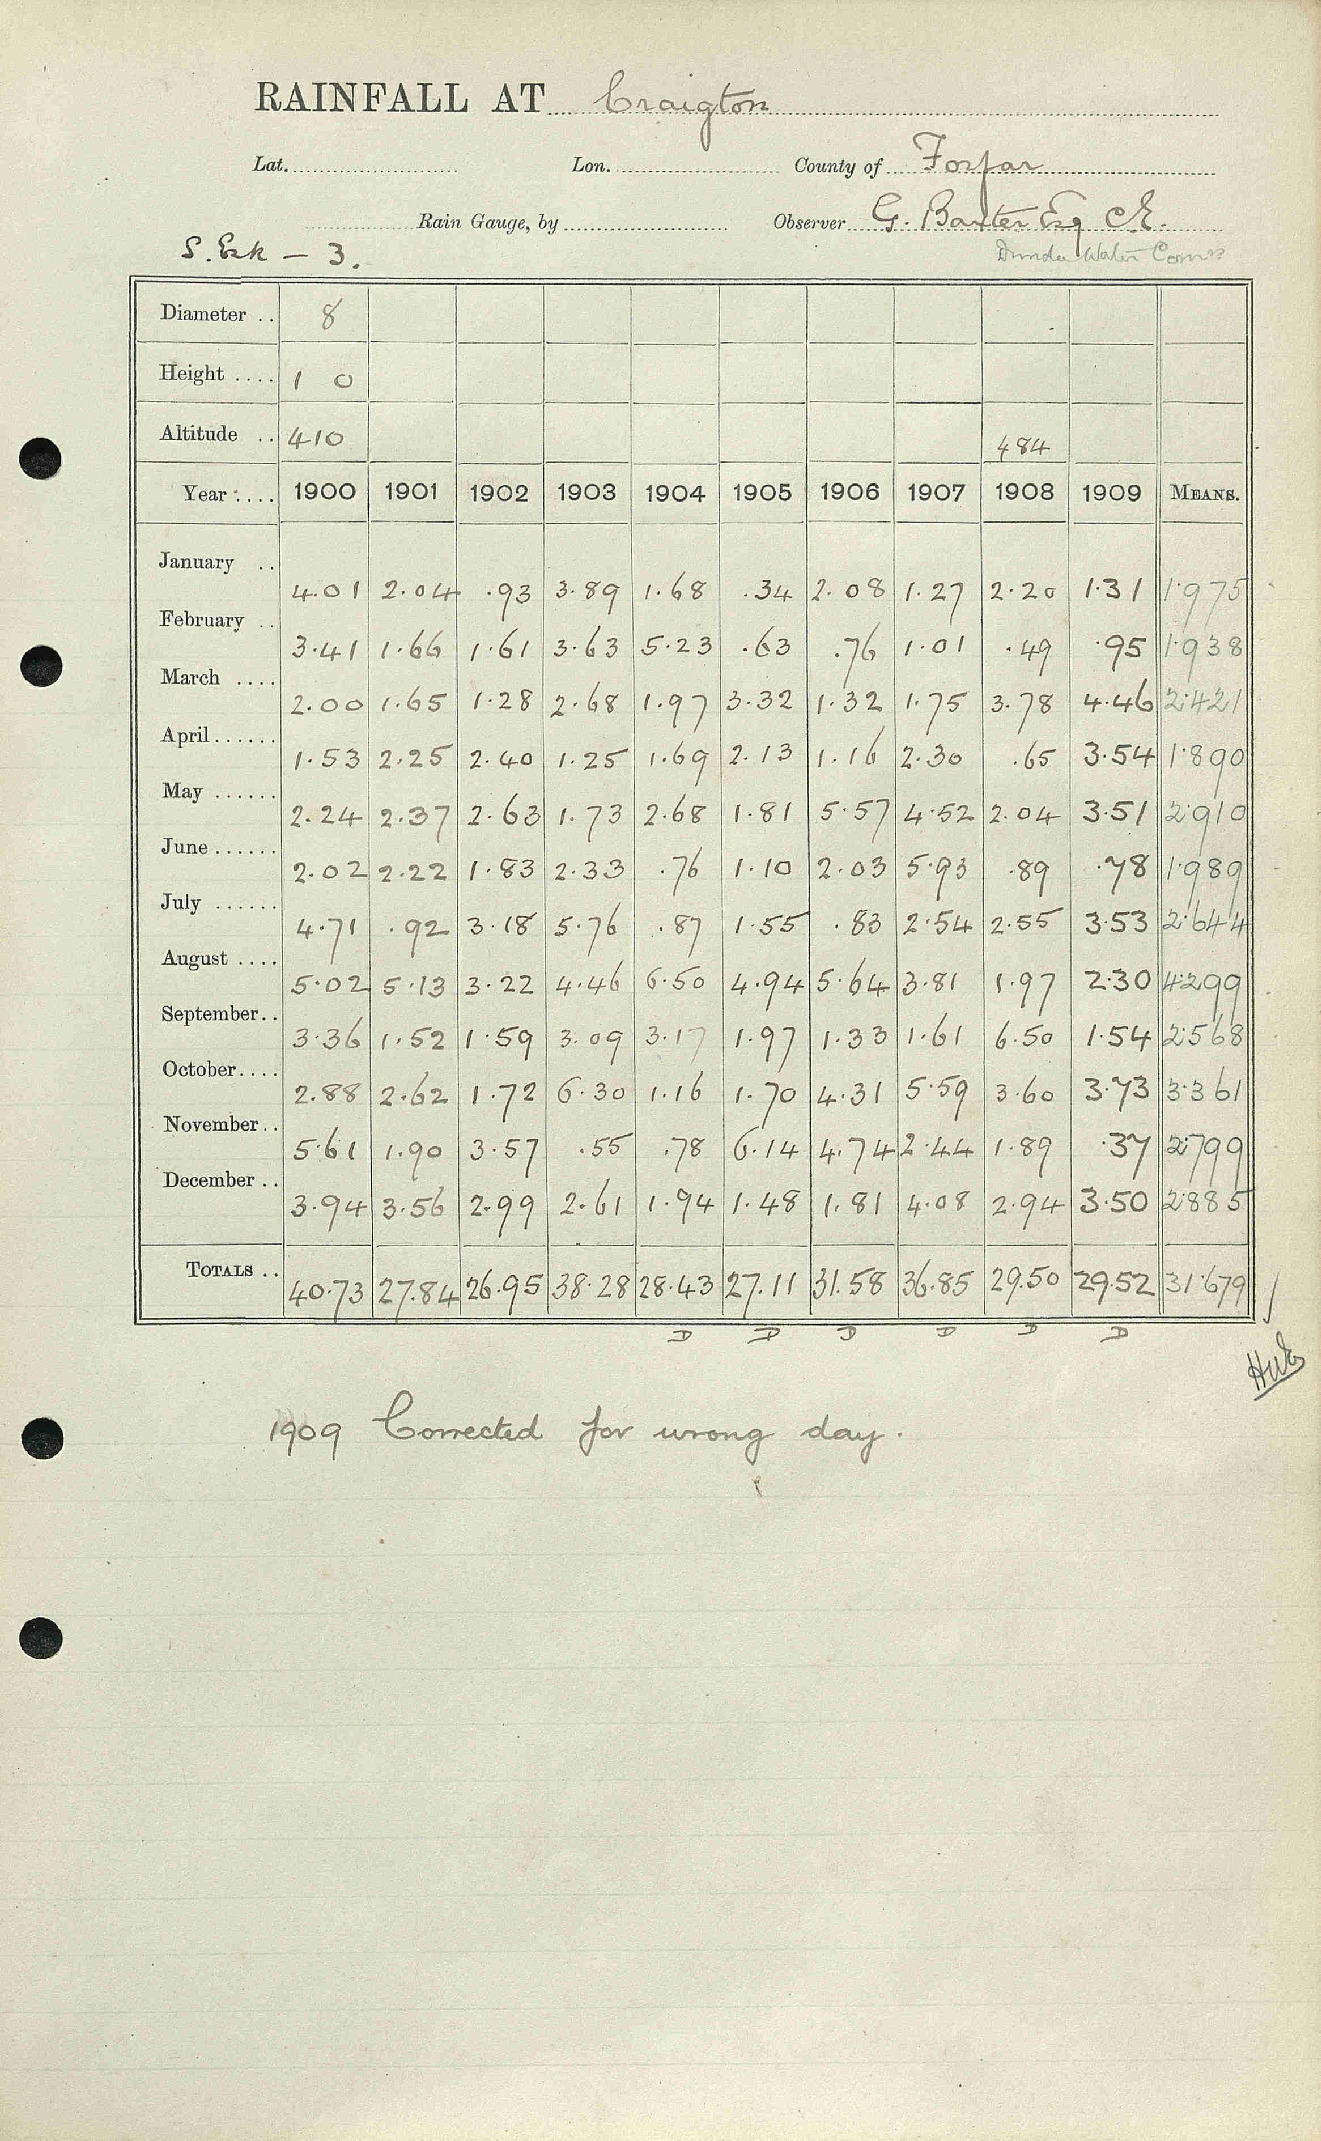 RAINFALL AT Craigton
Lat. Lon. County of Forfar
Rain Gauge, by Observer G. Baxter Esq C.E.
S. Esk — 3. Dundee Water Comrs
Diameter .. 8
Height .... 1 0
Altitude .. 410 484
Year .... 1900 1901 1902 1903 1904 1905 1906 1907 1908 1909 MEANS.
January .. 4.01 2.04 .93 3.89 1.68 .34 2.08 1.27 2.20 1.31 1.975
February .. 3.41 1.66 1.61 3.63 5.23 .63 .76 1.01 .49 .95 1.938
March .... 2.00 1.65 1.28 2.68 1.97 3.32 1.32 1.75 3.78 4.46 2.421
April ...... 1.53 2.25 2.40 1.25 1.69 2.13 1.16 2.30 .65 3.54 1.890
May ...... 2.24 2.37 2.63 1.73 2.68 1.81 5.57 4.52 2.04 3.51 2.910
June ...... 2.02 2.22 1.83 2.33 .76 1.10 2.03 5.93 .89 .78 1.989
July ...... 4.71 .92 3.18 5.76 .87 1.55 .83 2.54 2.55 3.53 2.644
August .... 5.02 5.13 3.22 4.46 6.50 4.94 5.64 3.81 1.97 2.30 4.299
September.. 3.36 1.52 1.59 3.09 3.17 1.97 1.33 1.61 6.50 1.54 2.568
October.... 2.88 2.62 1.72 6.30 1.16 1.70 4.31 5.59 3.60 3.73 3.361
November.. 5.61 1.90 3.57 .55 .78 6.14 4.74 2.44 1.89 .37 2.799
December .. 3.94 3.56 2.99 2.61 1.94 1.48 1.81 4.08 2.94 3.50 2.885
TOTALS .. 40.73 27.84 26.95 38.28 28.43 27.11 31.58 36.85 29.50 29.52 31.679
D D D D D D
1909 Corrected for wrong day.